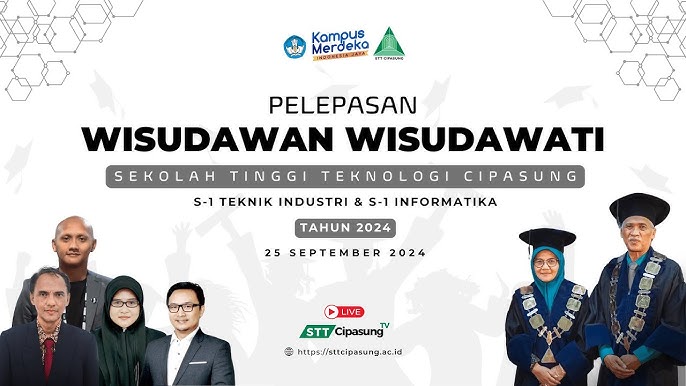 Kampus
Merdeka
INDONESIA JAYA
STT-CIPASUNG
PELEPASAN
WISUDAWAN WISUDAWATI
SEKOLAH TINGGI TEKNOLOGI CIPASUNG
S-1 TEKNIK INDUSTRI & S-1 INFORMATIKA
TAHUN 2024
25 SEPTEMBER 2024
LIVE
STT Cipasung TV
https://sttcipasung.ac.id